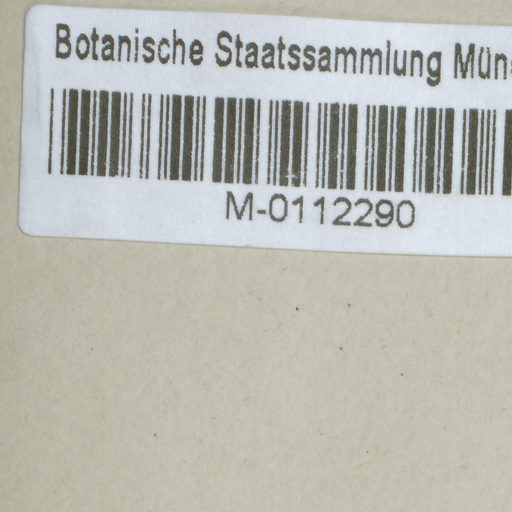 Botanische Staatssammlung Mün
M-0112290